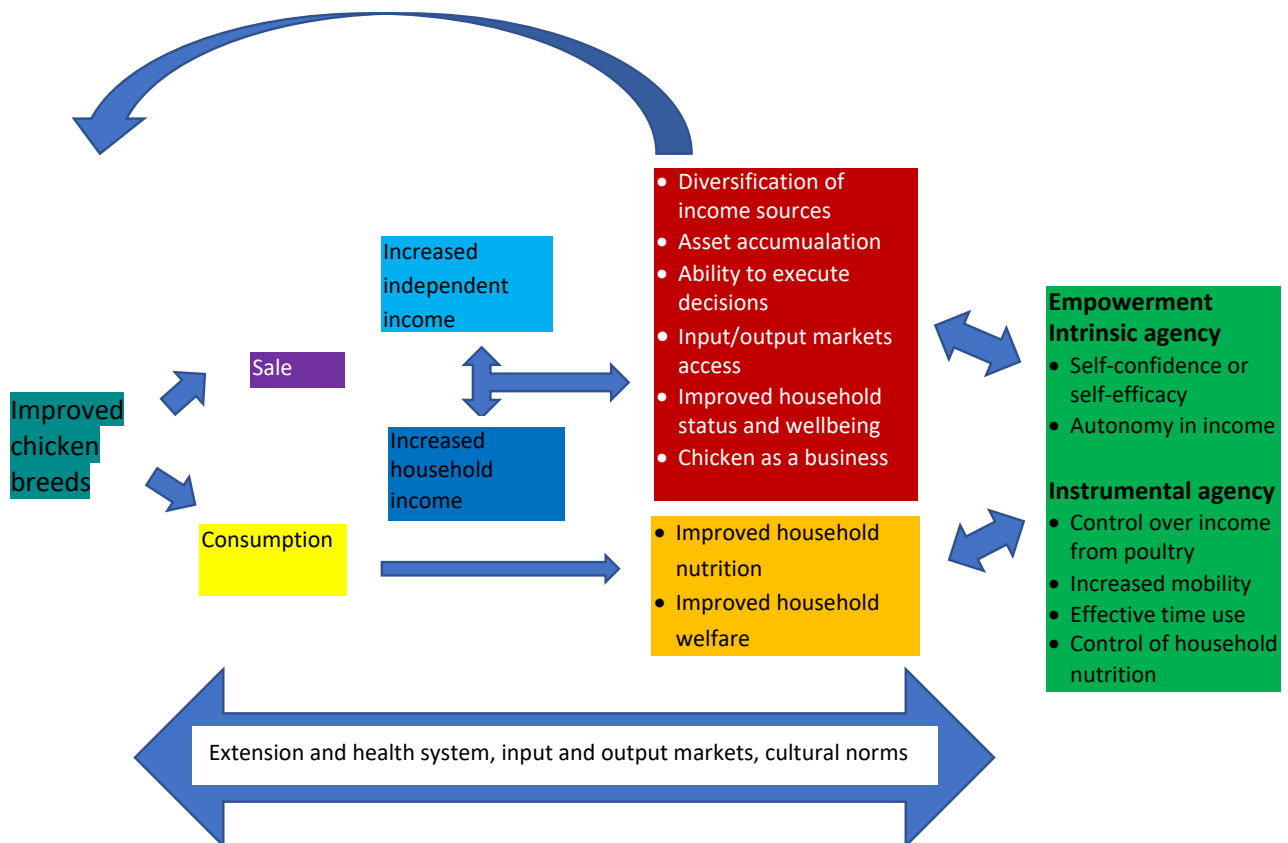 Improved
chicken
breeds
Sale
Consumption
Increased
independent
income
Increased
household
income
• Diversification of
income sources
• Asset accumualation
• Ability to execute
decisions
• Input/output markets
access
• Improved household
status and wellbeing
• Chicken as a business
• Improved household
nutrition
• Improved household
welfare
Empowerment
Intrinsic agency
• Self-confidence or
self-efficacy
• Autonomy in income
Instrumental agency
• Control over income
from poultry
• Increased mobility
• Effective time use
• Control of household
nutrition
Extension and health system, input and output markets, cultural norms